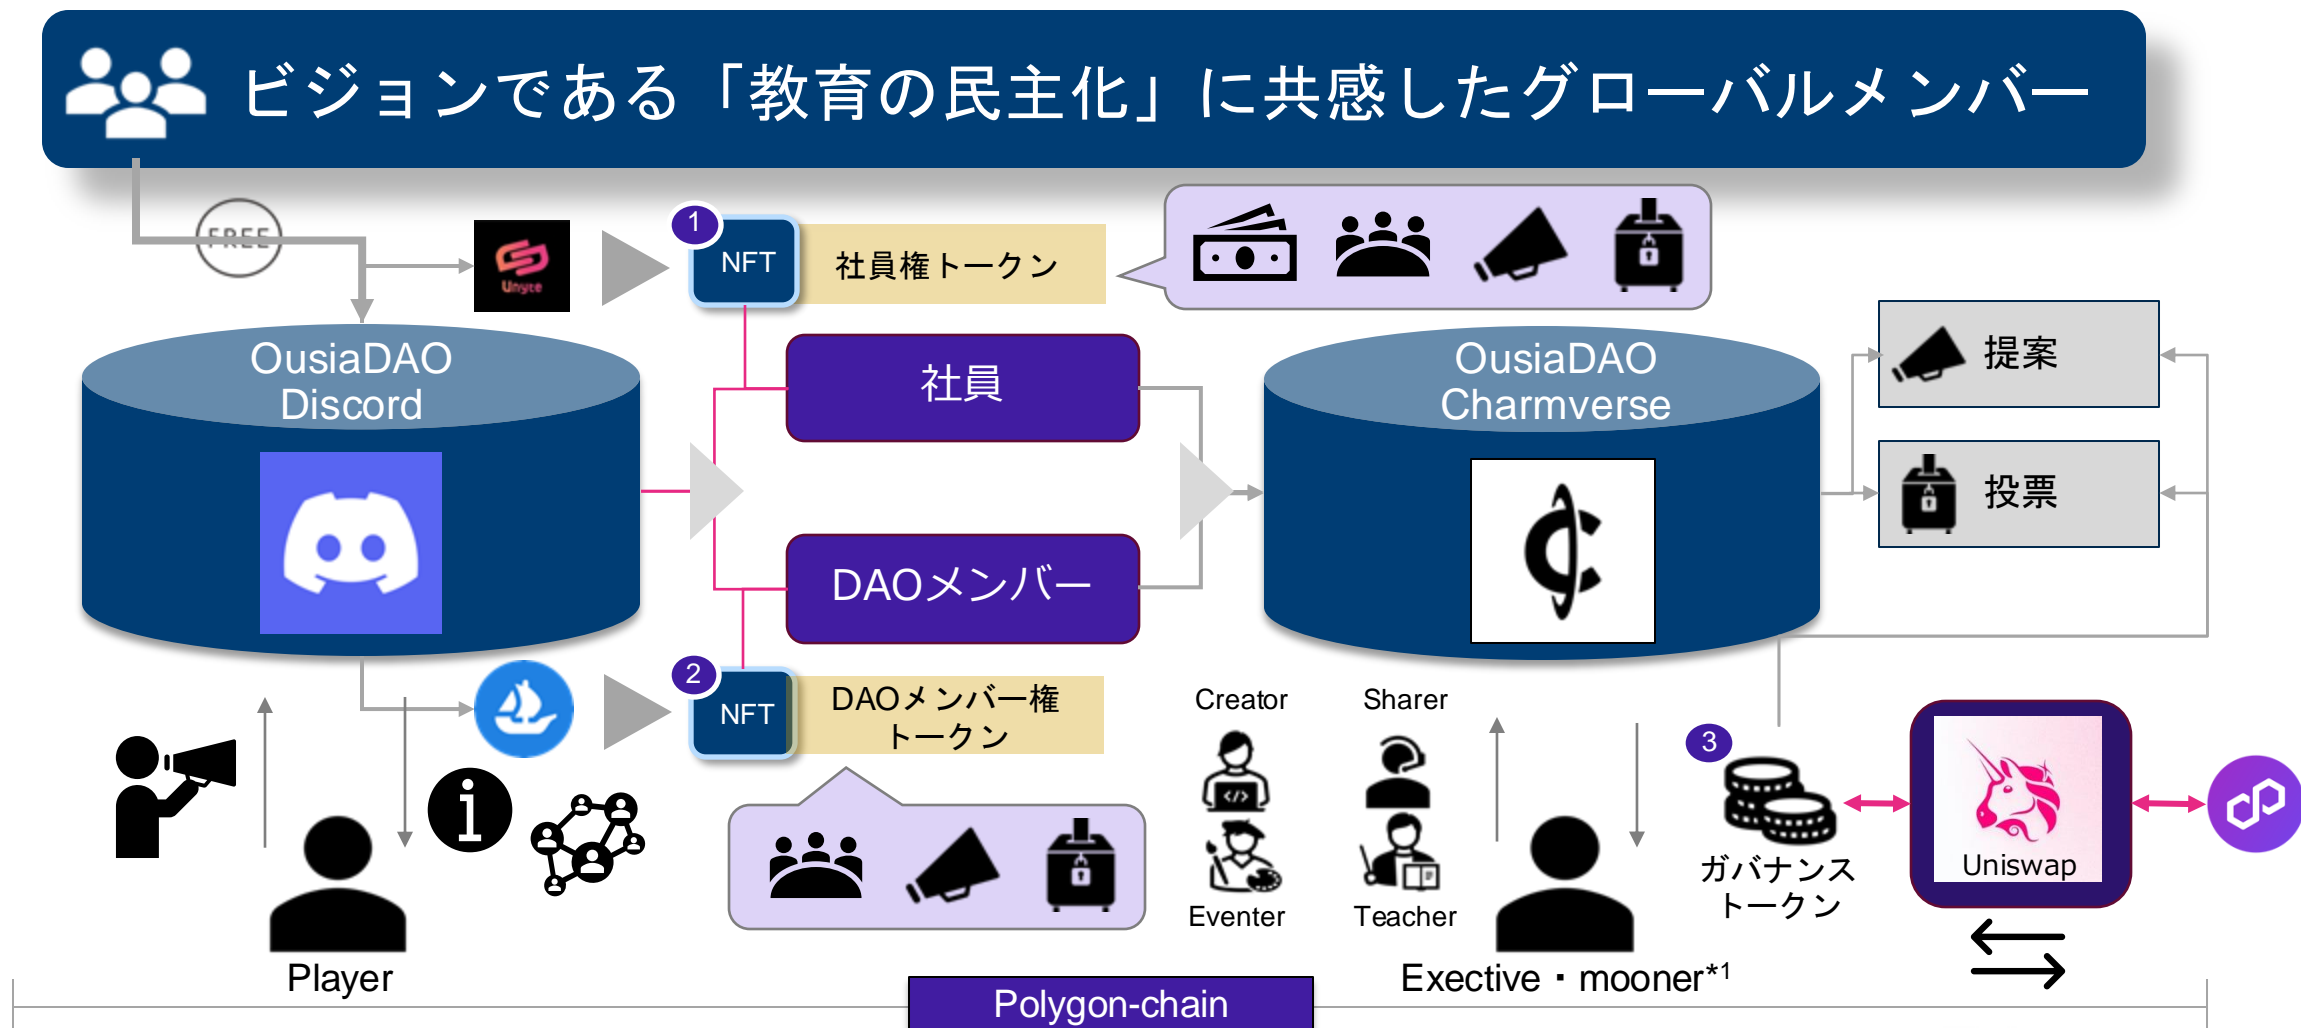 ビジョンである「教育の民主化」に共感したグローバルメンバー
FREE
Unyte
1
NFT
社員権トークン
OusiaDAO
Discord
社員
DAOメンバー
OusiaDAO
Charmverse
提案
投票
2
NFT
DAOメンバー権
トークン
Creator
Sharer
Eventer
Teacher
3
ガバナンス
トークン
Uniswap
Player
Exective・mooner*1
Polygon-chain